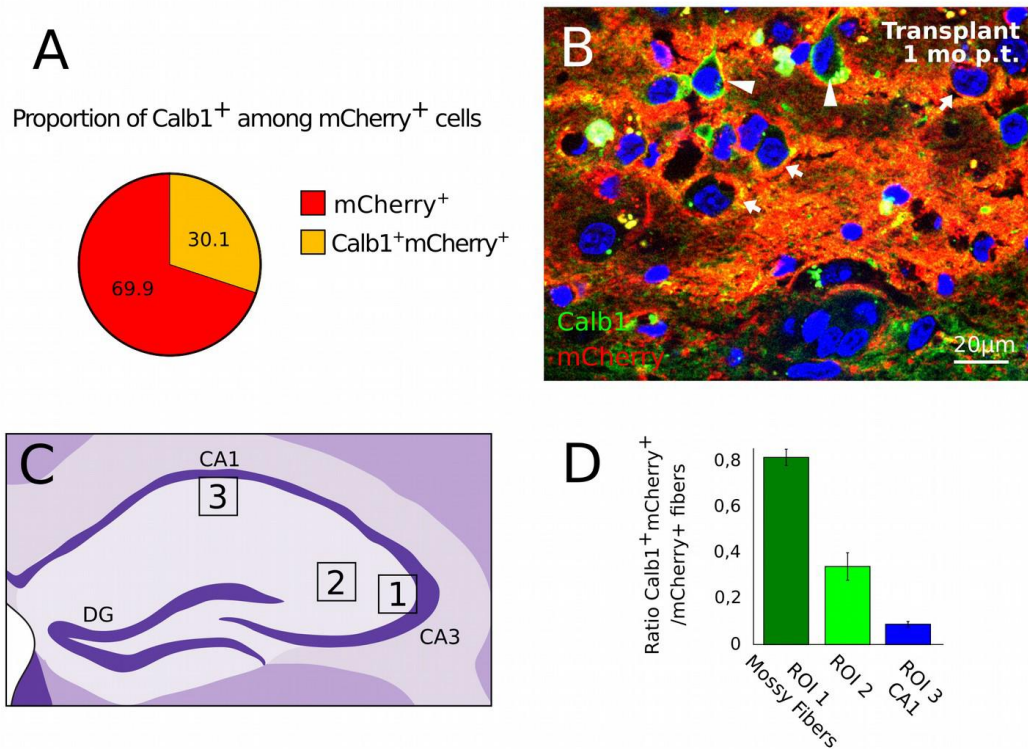 A
Proportion of Calb1⁺ among mCherry⁺ cells
30.1
69.9
mCherry⁺
Calb1⁺mCherry⁺
B
Transplant
1 mo p.t.
Calb1
mCherry
20µm
C
CA1
3
2
1
DG
CA3
D
Ratio Calb1⁺mCherry⁺
/mCherry+ fibers
0,8
0,6
0,4
0,2
0
ROI 1
Mossy Fibers
ROI 2
ROI 3
CA1